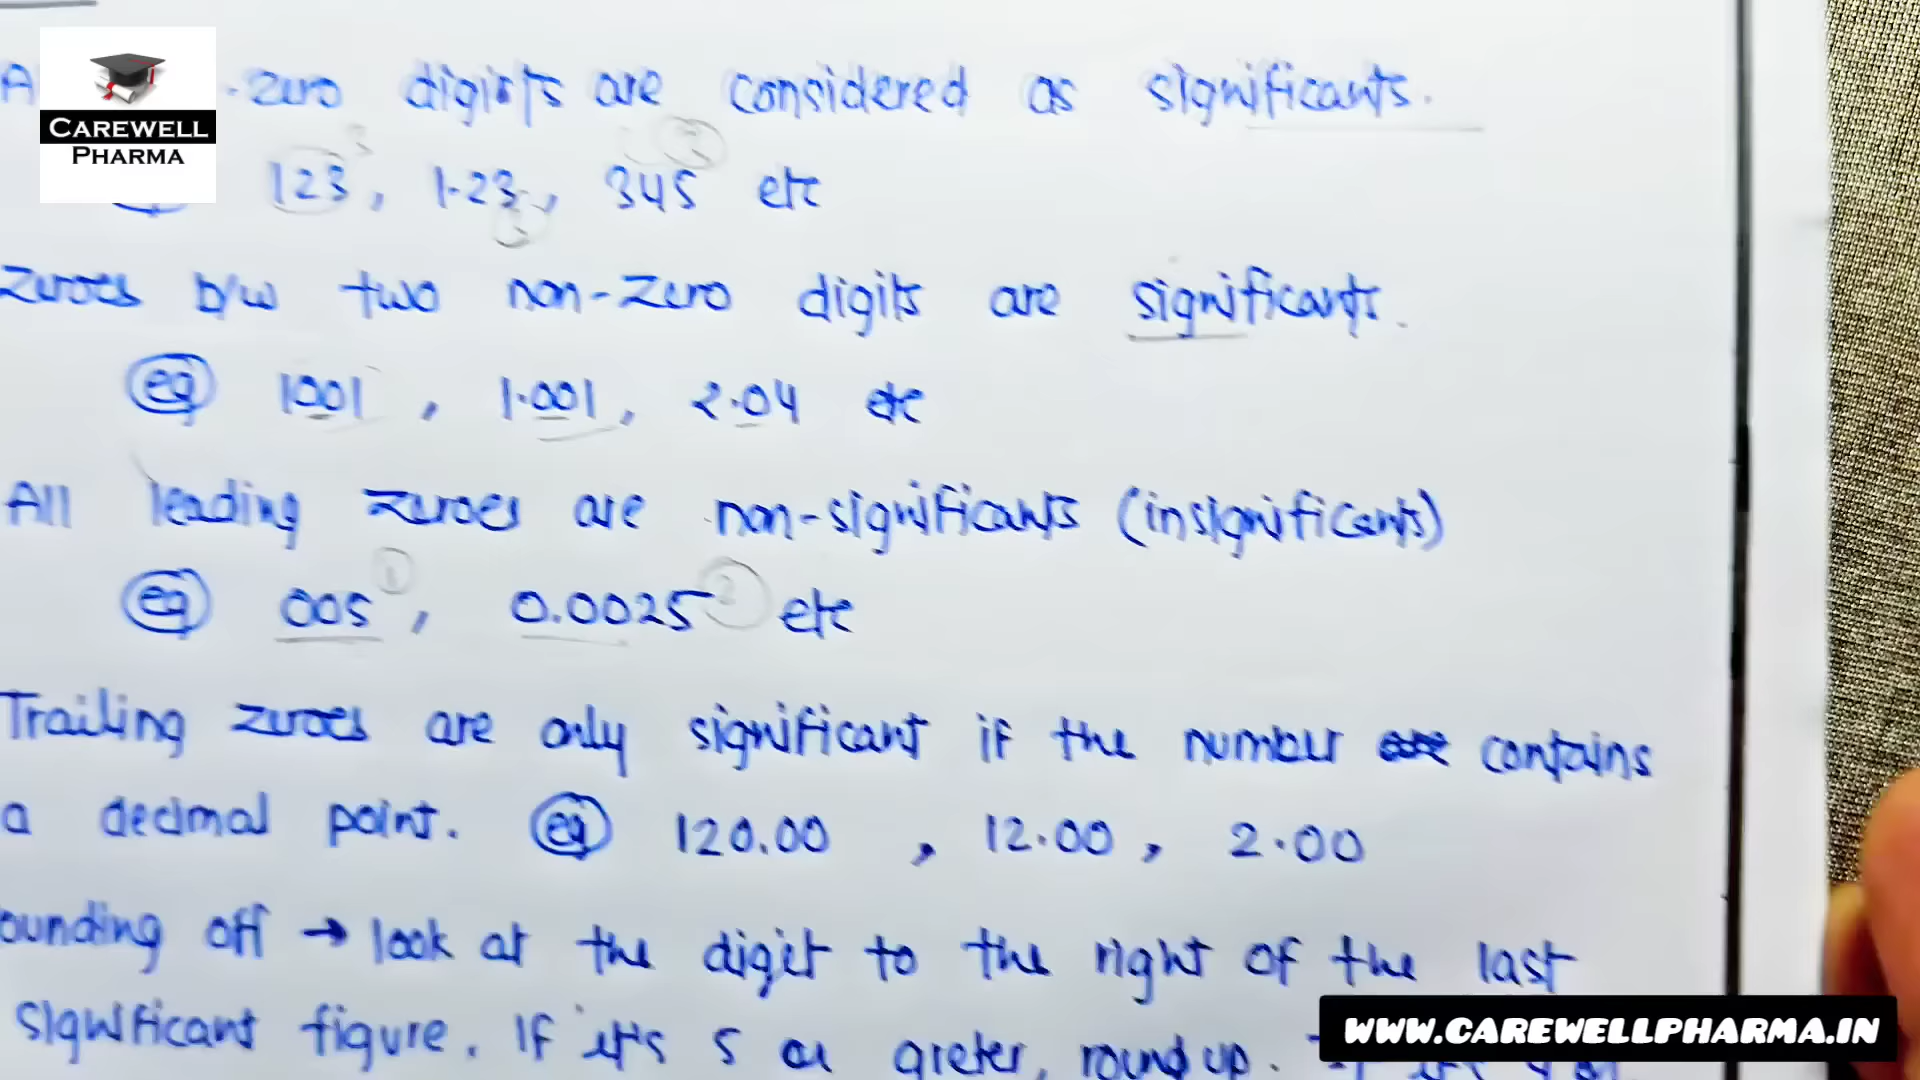 CAREWELL
PHARMA
-zero digits are considered as significants.
123, 1.23, 345 etc
Zeroes b/w two non-zero digits are significants.
eg 1001, 1.001, 2.04 etc
All leading zeroes are non-significants (insignificants)
eg 005 1, 0.0025 2 etc
Trailing zeroes are only significant if the number contains
a decimal point. eg 120.00, 12.00, 2.00
ounding off → look at the digit to the right of the last
significant figure. If it's 5 or greter, round up.
WWW.CAREWELLPHARMA.IN